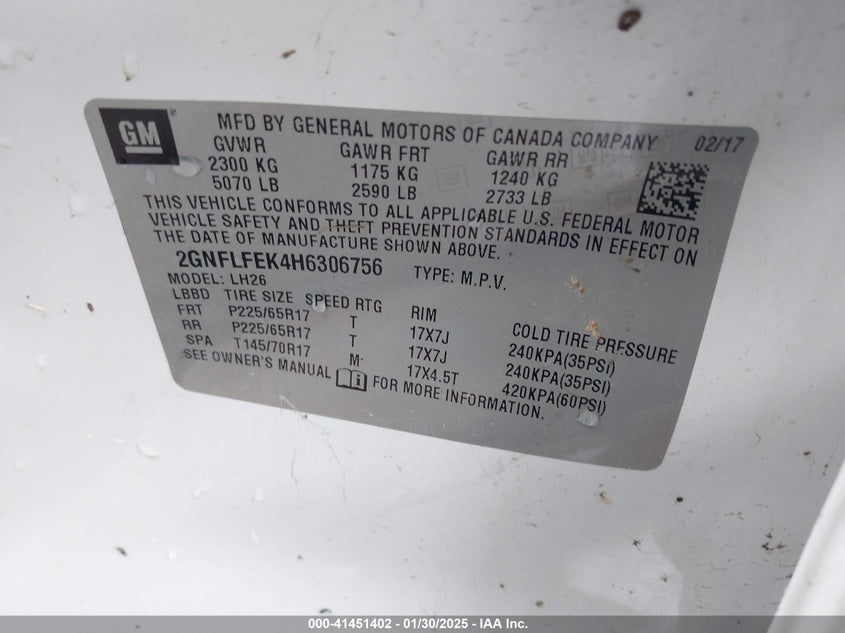 GM ®
MFD BY GENERAL MOTORS OF CANADA COMPANY 02/17
GVWR GAWR FRT GAWR RR
2300 KG 1175 KG 1240 KG
5070 LB 2590 LB 2733 LB
THIS VEHICLE CONFORMS TO ALL APPLICABLE U.S. FEDERAL MOTOR
VEHICLE SAFETY AND THEFT PREVENTION STANDARDS IN EFFECT ON
THE DATE OF MANUFACTURE SHOWN ABOVE.
2GNFLFEK4H6306756 TYPE: M.P.V.
MODEL: LH26
LBBD TIRE SIZE SPEED RTG RIM COLD TIRE PRESSURE
FRT P225/65R17 T 17X7J 240KPA(35PSI)
RR P225/65R17 T 17X7J 240KPA(35PSI)
SPA T145/70R17 M 17X4.5T 420KPA(60PSI)
SEE OWNER'S MANUAL FOR MORE INFORMATION.
000-41451402 - 01/30/2025 - IAA Inc.